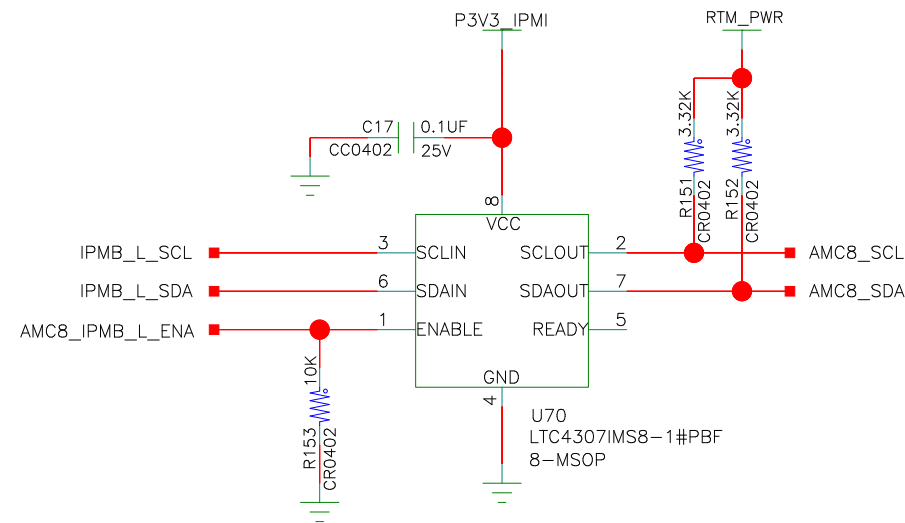 P3V3_IPMI
RTM_PWR
C17
0.1UF
CC0402
25V
3.32K
3.32K
R151
CR0402
R152
CR0402
8
VCC
IPMB_L_SCL
3
SCLIN
SCLOUT
2
AMC8_SCL
IPMB_L_SDA
6
SDAIN
SDAOUT
7
AMC8_SDA
AMC8_IPMB_L_ENA
1
ENABLE
READY
5
GND
4
10K
R153
CR0402
U70
LTC4307IMS8-1#PBF
8-MSOP